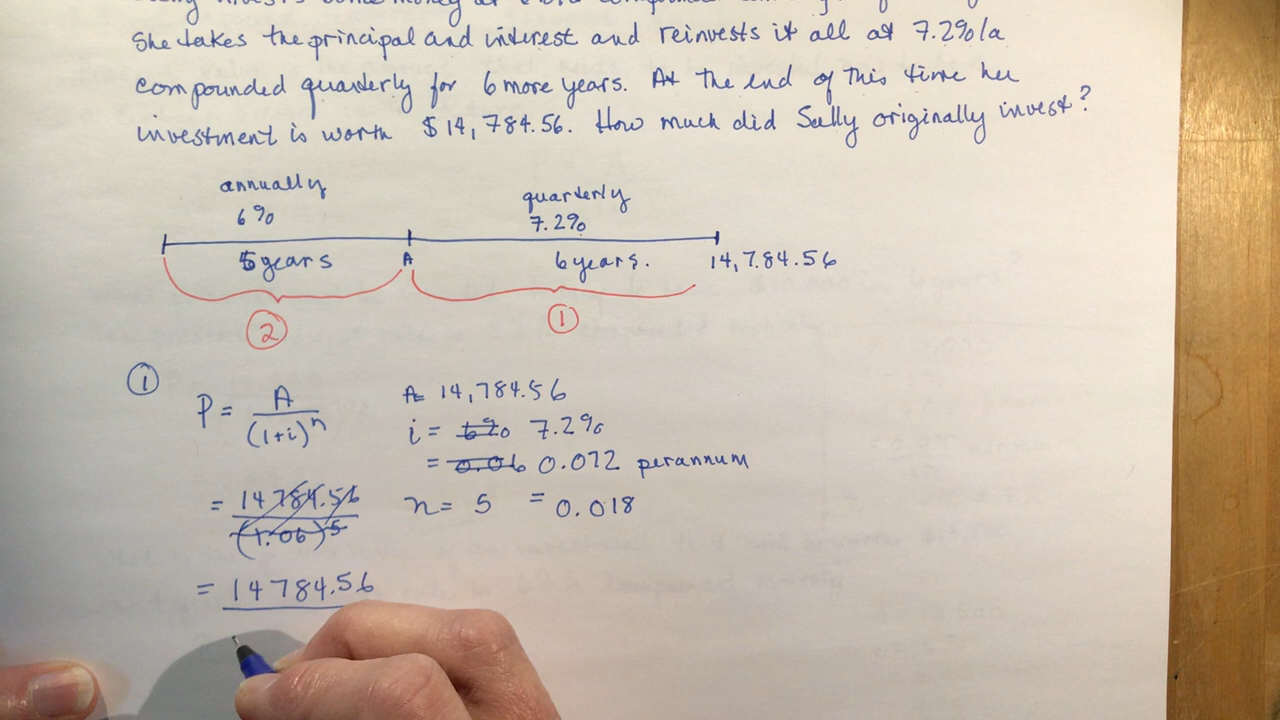 She takes the principal and interest and reinvests it all at 7.2%/a
compounded quarterly for 6 more years. At the end of this time her
investment is worth $14,784.56. How much did Sally originally invest?
annually
quarterly
6%
7.2%
5 years A 6 years. 14,784.56
2 1
1
P = A / (1+i)^n
A= 14,784.56
i = 6% 7.2%
= 0.06 0.072 per annum
= 14784.56 / (1.06)^5
n = 5 = 0.018
= 14784.56